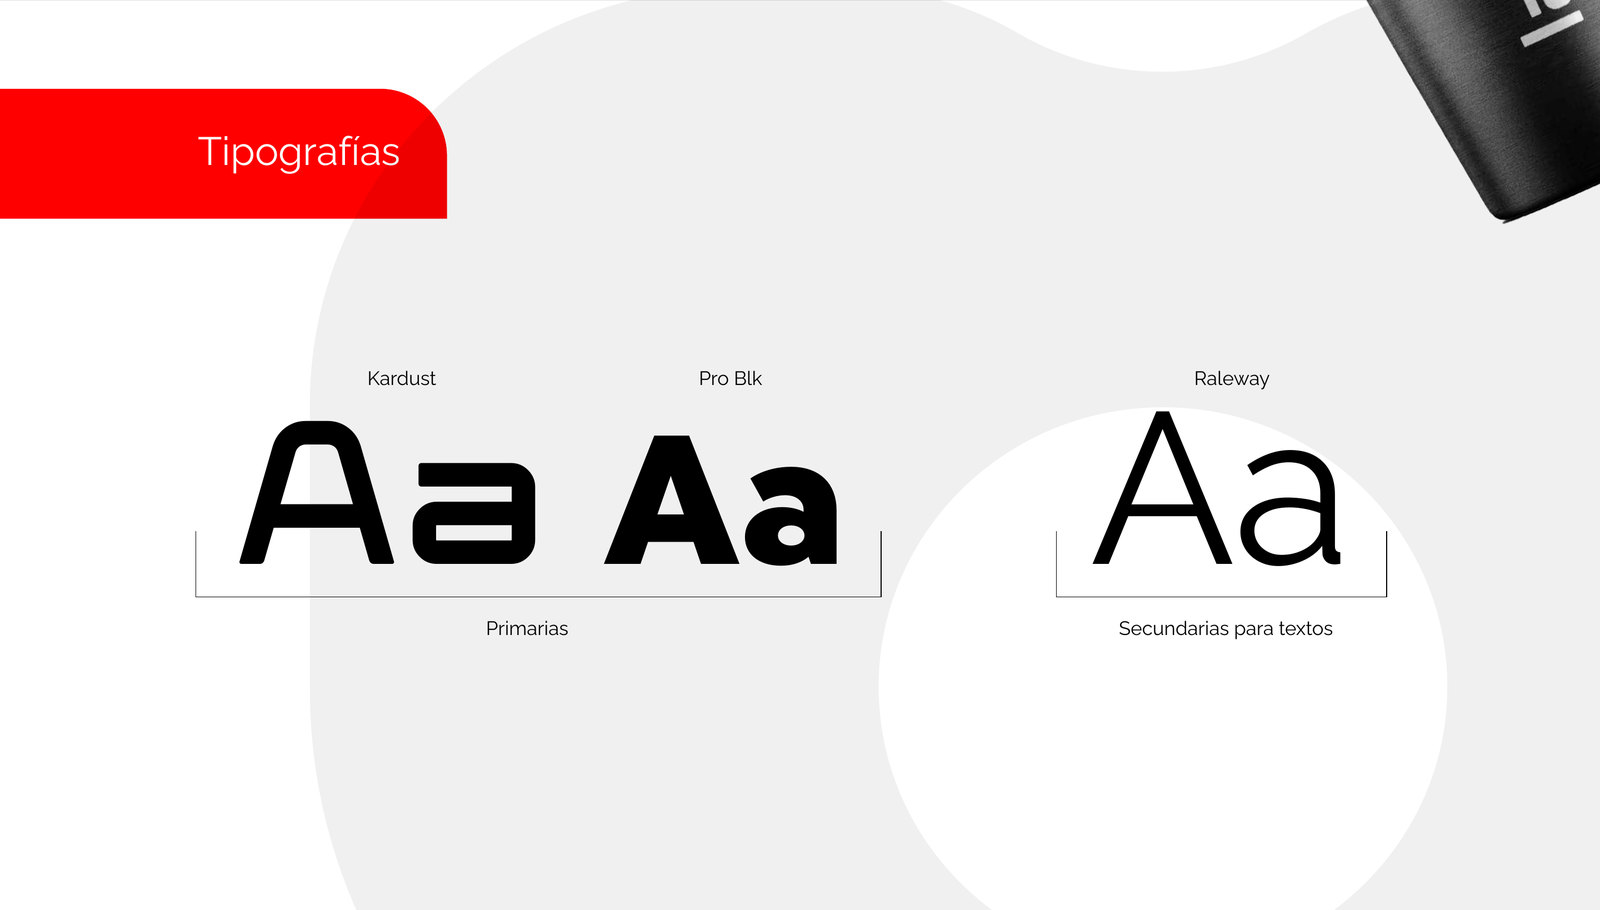 Tipografías
Kardust
Pro Blk
Raleway
Aa
Aa
Aa
Primarias
Secundarias para textos